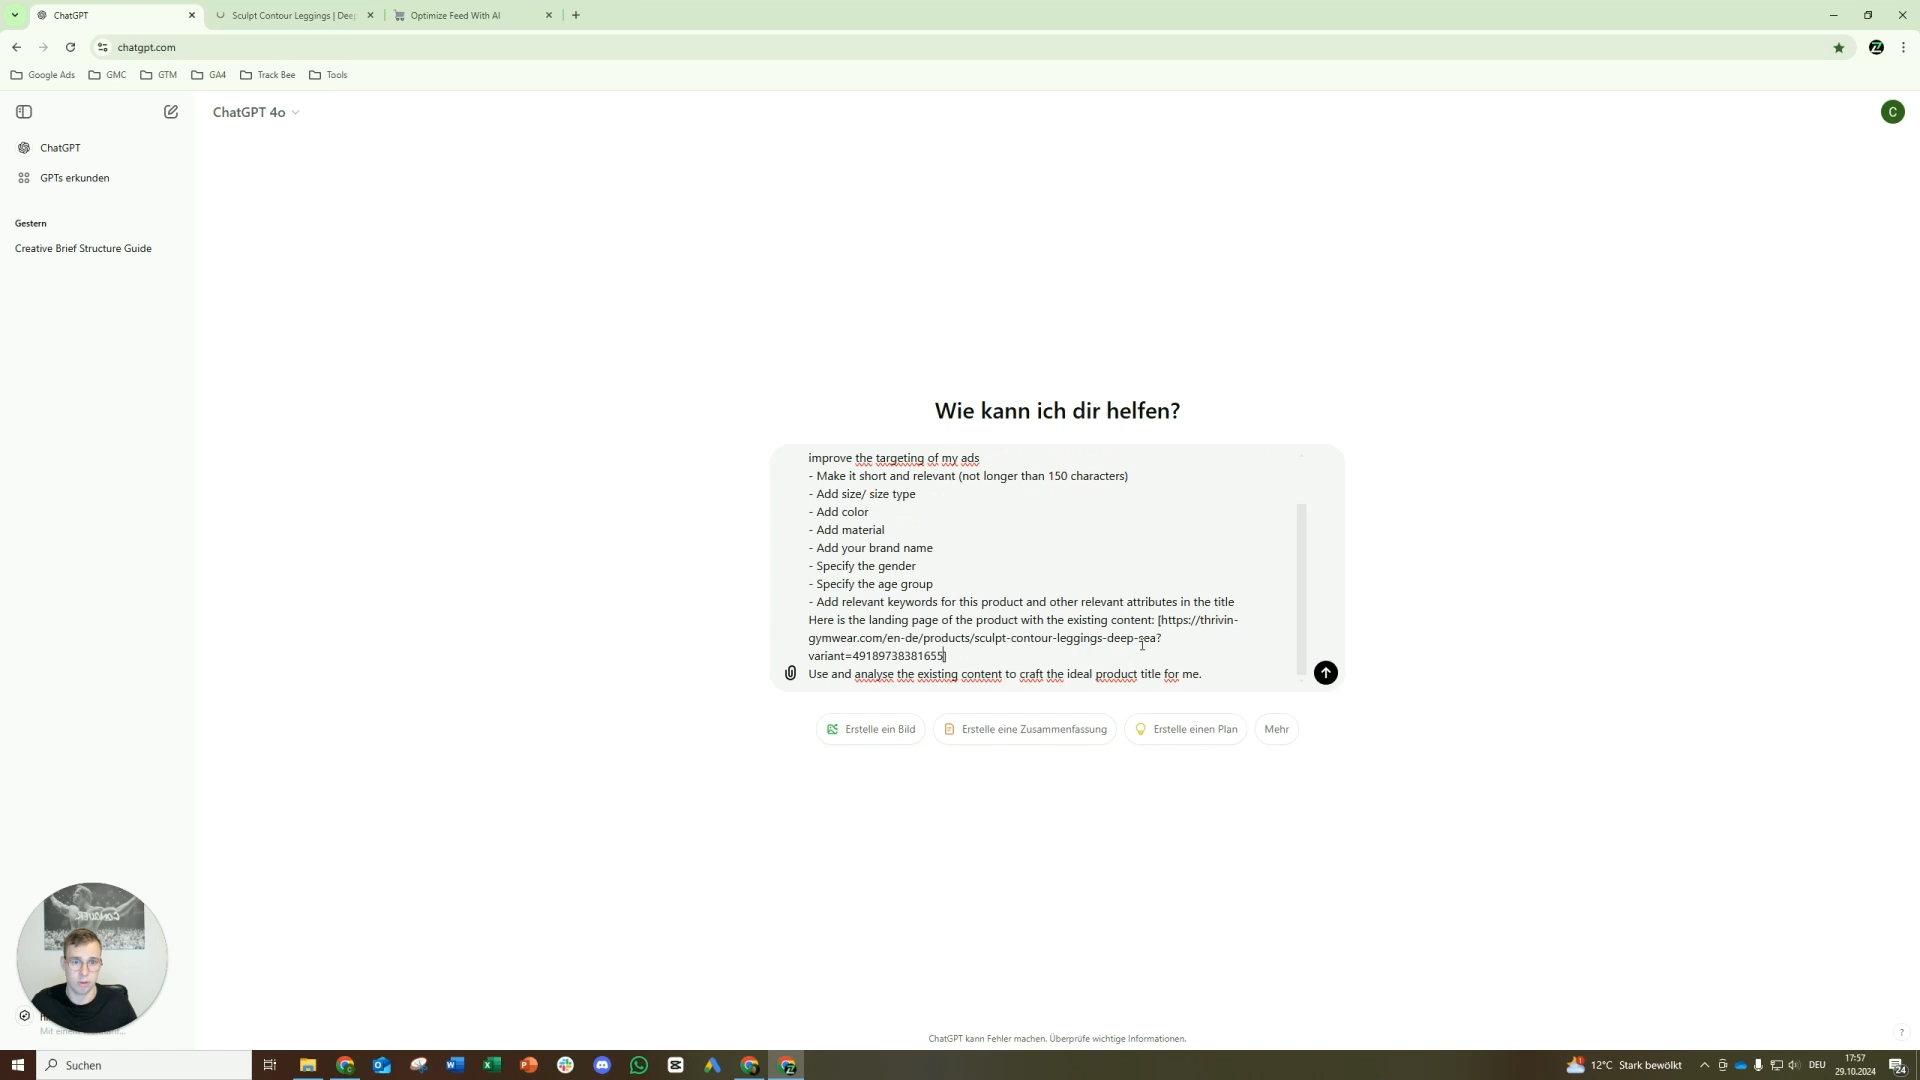 ChatGPT
Sculpt Contour Leggings | Deep
Optimize Feed With AI
chatgpt.com
Google Ads
GMC
GTM
GA4
Track Bee
Tools
ChatGPT 4o
C
ChatGPT
GPTs erkunden
Gestern
Creative Brief Structure Guide
Wie kann ich dir helfen?
improve the targeting of my ads
- Make it short and relevant (not longer than 150 characters)
- Add size/ size type
- Add color
- Add material
- Add your brand name
- Specify the gender
- Specify the age group
- Add relevant keywords for this product and other relevant attributes in the title
Here is the landing page of the product with the existing content: [https://thrivin-
gymwear.com/en-de/products/sculpt-contour-leggings-deep-sea?
variant=49189738381655]
Use and analyse the existing content to craft the ideal product title for me.
Erstelle ein Bild
Erstelle eine Zusammenfassung
Erstelle einen Plan
Mehr
Mit einem
ChatGPT kann Fehler machen. Überprüfe wichtige Informationen.
?
Suchen
12°C Stark bewölkt
DEU
17:57
29.10.2024
24